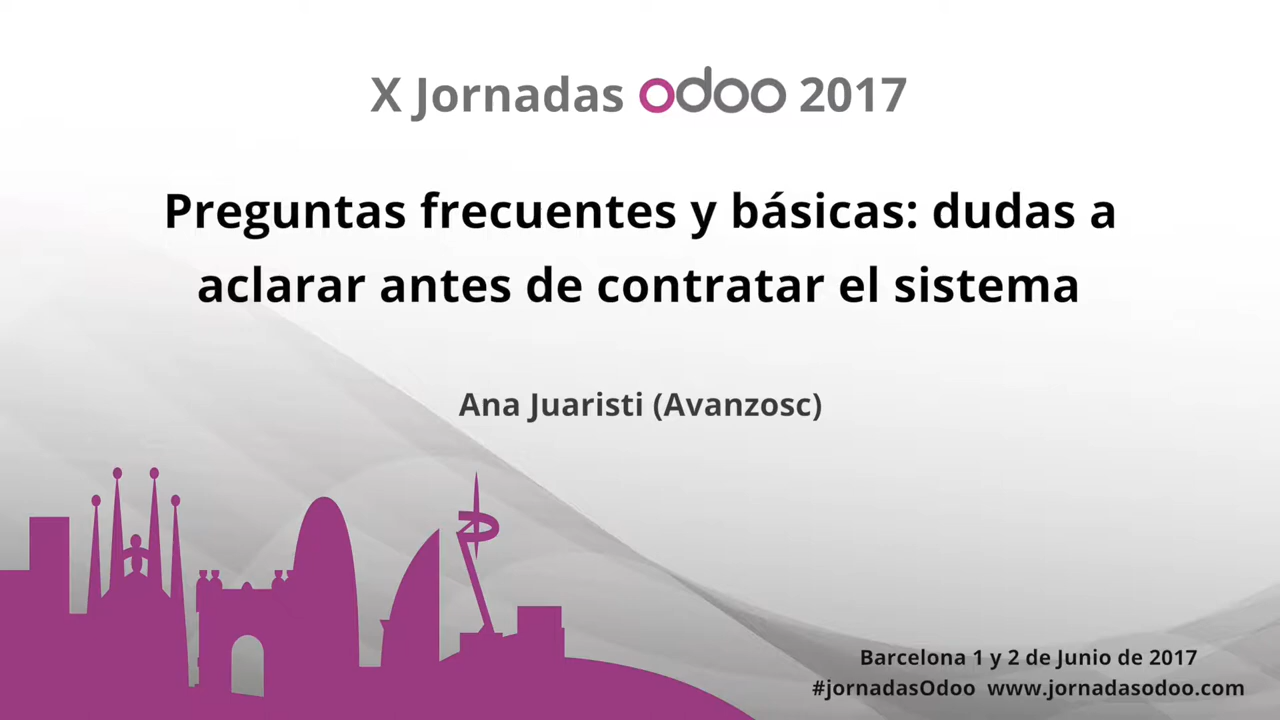 X Jornadas odoo 2017
Preguntas frecuentes y básicas: dudas a
aclarar antes de contratar el sistema
Ana Juaristi (Avanzosc)
Barcelona 1 y 2 de Junio de 2017
#jornadasOdoo www.jornadasodoo.com